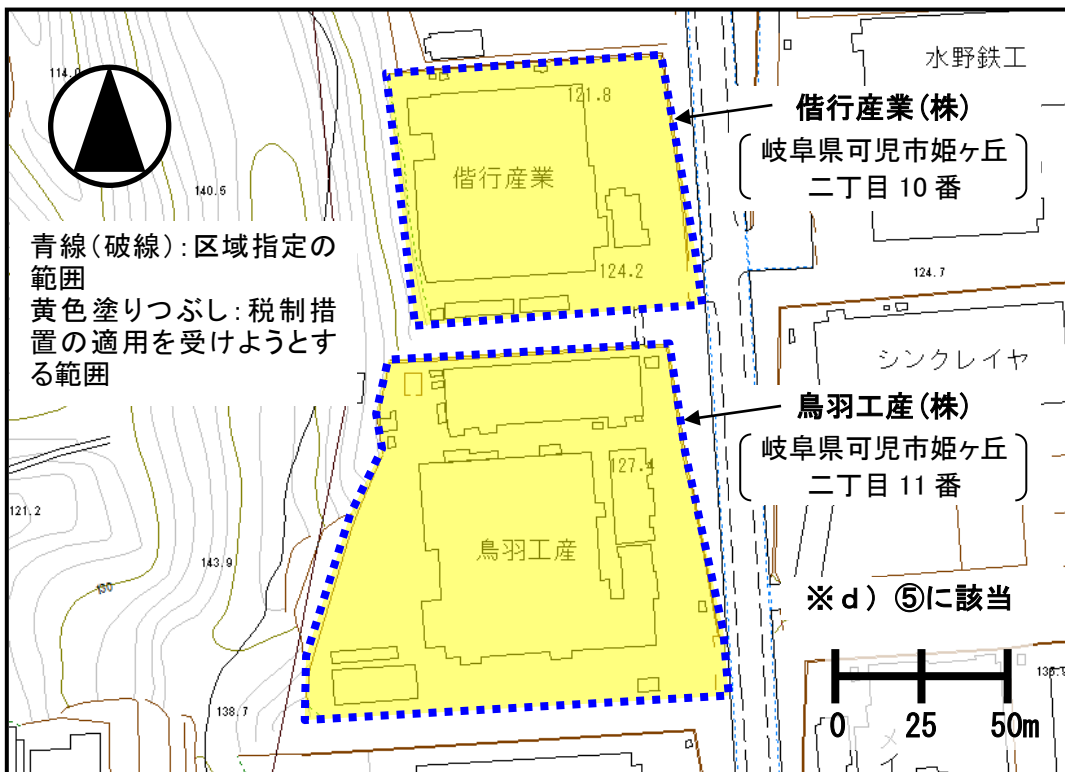 水野鉄工
114.0
121.8
偕行産業(株)
岐阜県可児市姫ヶ丘
二丁目 10 番
偕行産業
140.5
青線(破線):区域指定の
範囲
黄色塗りつぶし:税制措
置の適用を受けようとす
る範囲
124.2
124.7
シンクレイヤ
鳥羽工産(株)
岐阜県可児市姫ヶ丘
二丁目 11 番
127.4
121.2
鳥羽工産
143.9
130
※d) ⑤に該当
138.7
0 25 50m
メイ